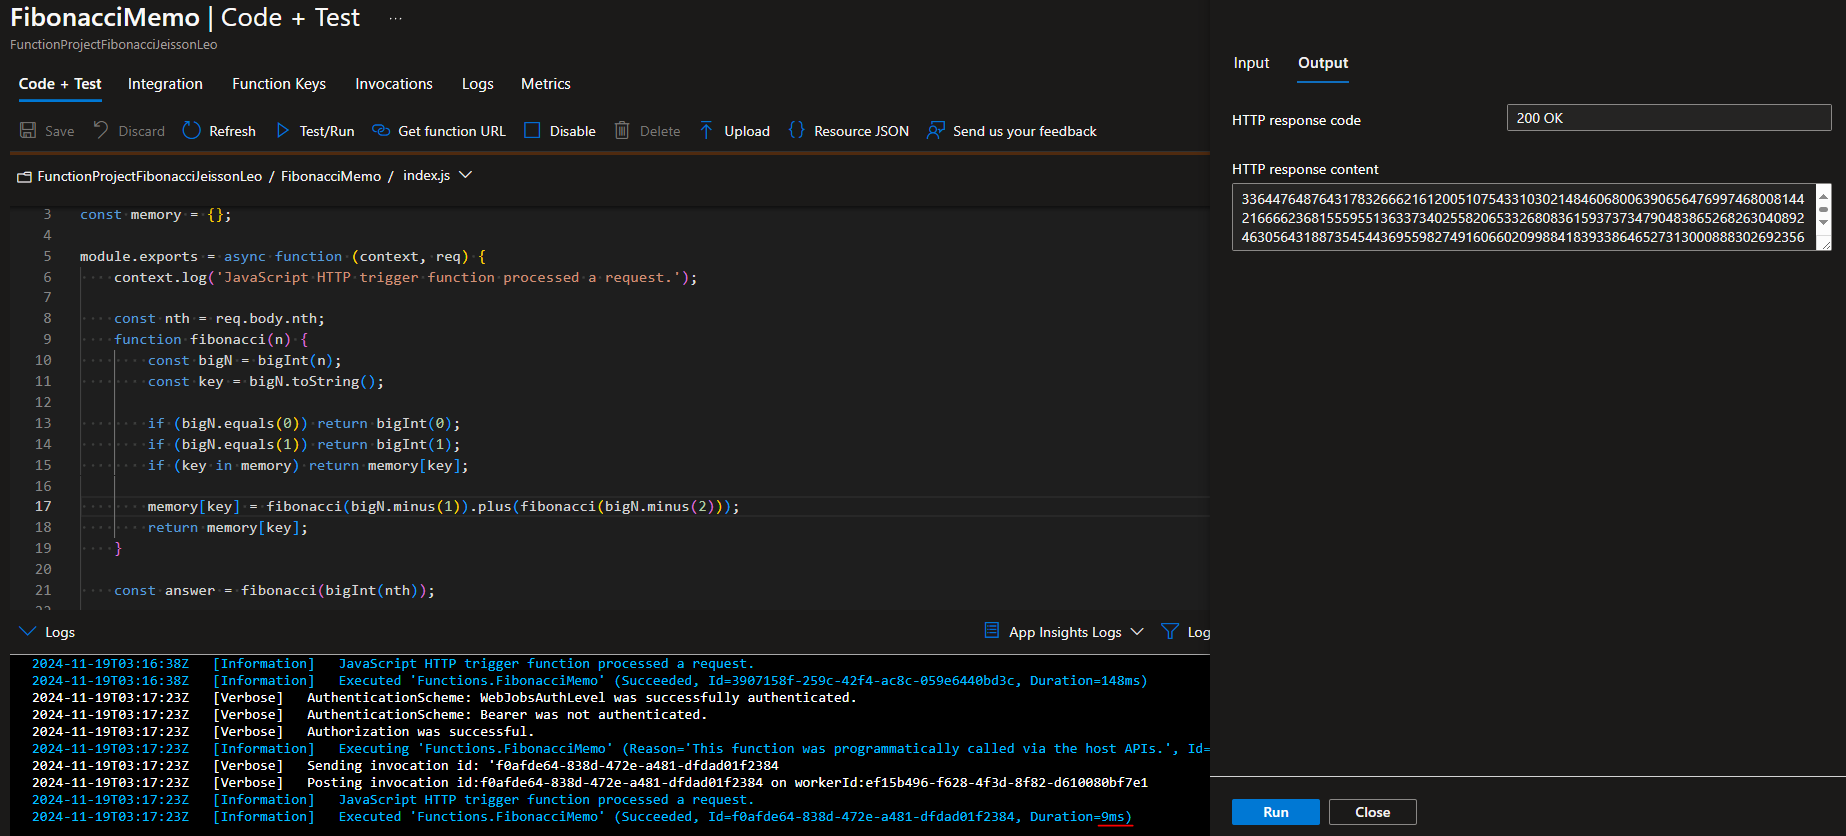 FibonacciMemo | Code + Test ...
FunctionProjectFibonacciJeissonLeo
Code + Test Integration Function Keys Invocations Logs Metrics
Save Discard Refresh Test/Run Get function URL Disable Delete Upload {} Resource JSON Send us your feedback
FunctionProjectFibonacciJeissonLeo / FibonacciMemo / index.js
3 const memory = {};
4
5 module.exports = async function (context, req) {
6 context.log('JavaScript HTTP trigger function processed a request.');
7
8 const nth = req.body.nth;
9 function fibonacci(n) {
10 const bigN = bigInt(n);
11 const key = bigN.toString();
12
13 if (bigN.equals(0)) return bigInt(0);
14 if (bigN.equals(1)) return bigInt(1);
15 if (key in memory) return memory[key];
16
17 memory[key] = fibonacci(bigN.minus(1)).plus(fibonacci(bigN.minus(2)));
18 return memory[key];
19 }
20
21 const answer = fibonacci(bigInt(nth));
22
Logs App Insights Logs Log
2024-11-19T03:16:38Z [Information] JavaScript HTTP trigger function processed a request.
2024-11-19T03:16:38Z [Information] Executed 'Functions.FibonacciMemo' (Succeeded, Id=3907158f-259c-42f4-ac8c-059e6440bd3c, Duration=148ms)
2024-11-19T03:17:23Z [Verbose] AuthenticationScheme: WebJobsAuthLevel was successfully authenticated.
2024-11-19T03:17:23Z [Verbose] AuthenticationScheme: Bearer was not authenticated.
2024-11-19T03:17:23Z [Verbose] Authorization was successful.
2024-11-19T03:17:23Z [Information] Executing 'Functions.FibonacciMemo' (Reason='This function was programmatically called via the host APIs.', Id=
2024-11-19T03:17:23Z [Verbose] Sending invocation id: 'f0afde64-838d-472e-a481-dfdad01f2384
2024-11-19T03:17:23Z [Verbose] Posting invocation id:f0afde64-838d-472e-a481-dfdad01f2384 on workerId:ef15b496-f628-4f3d-8f82-d610080bf7e1
2024-11-19T03:17:23Z [Information] JavaScript HTTP trigger function processed a request.
2024-11-19T03:17:23Z [Information] Executed 'Functions.FibonacciMemo' (Succeeded, Id=f0afde64-838d-472e-a481-dfdad01f2384, Duration=9ms)
Input Output
HTTP response code 200 OK
HTTP response content
3364476487643178326662161200510754331030214846068006390656476997468008144
2166662368155595513633734025582065332680836159373734790483865268263040892
4630564318873545443695598274916066020998841839338646527313000888302692356
Run Close